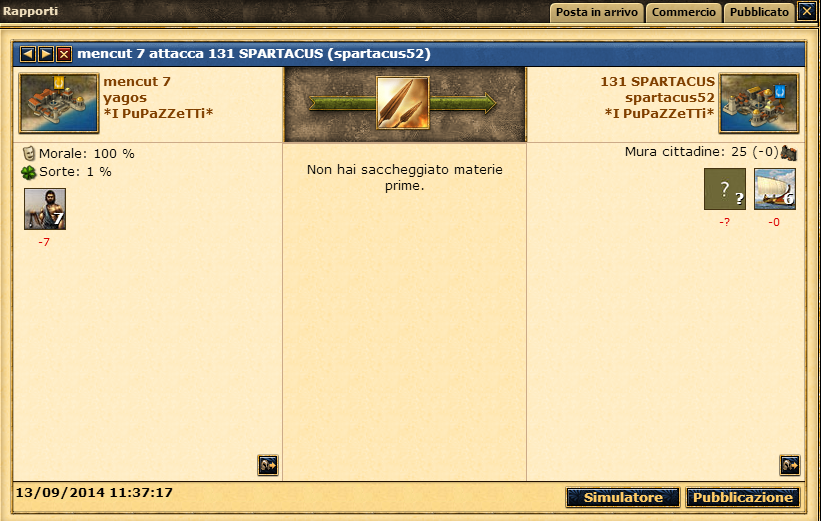 Rapporti
Posta in arrivo
Commercio
Pubblicato
mencut 7 attacca 131 SPARTACUS (spartacus52)
mencut 7
yagos
*I PuPaZZeTTi*
131 SPARTACUS
spartacus52
*I PuPaZZeTTi*
Morale: 100 %
Sorte: 1 %
7
-7
Non hai saccheggiato materie
prime.
Mura cittadine: 25 (-0)
? ?
6
-?
-0
13/09/2014 11:37:17
Simulatore
Pubblicazione